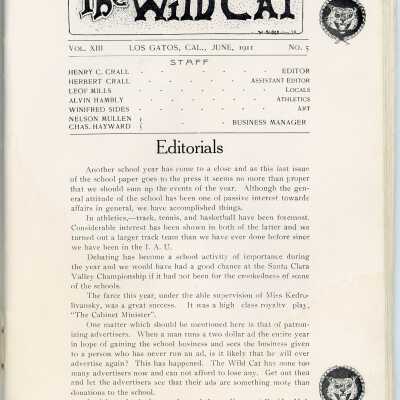 The Wild Cat
VOL. XIII LOS GATOS, CAL., JUNE, 1911 NO. 5
STAFF
HENRY C. CRALL - - - - - EDITOR
HERBERT CRALL - - - - ASSISTANT EDITOR
LEOF MILLS - - - - - - LOCALS
ALVIN HAMBLY - - - - - ATHLETICS
WINIFRED SIDES - - - - - - ART
NELSON MULLEN
CHAS. HAYWARD } - - - BUSINESS MANAGER
Editorials
Another school year has come to a close and as this last issue
of the school paper goes to the press it seems no more than proper
that we should sum up the events of the year. Although the gen-
eral attitude of the school has been one of passive interest towards
affairs in general, we have accomplished things.
In athletics,—track, tennis, and basketball have been foremost.
Considerable interest has been shown in both of the latter and we
turned out a larger track team than we have ever done before since
we have been in the I. A. U.
Debating has become a school activity of importance during
the year and we would have had a good chance at the Santa Clara
Valley Championship if it had not been for the crookedness of some
of the schools.
The farce this year, under the able supervision of Miss Kedro-
livansky, was a great success. It was a high class royalty play,
"The Cabinet Minister".
One matter which should be mentioned here is that of patron-
izing advertisers. When a man runs a two dollar ad the entire year
in hope of gaining the school business and sees the business given
to a person who has never run an ad, is it likely that he will ever
advertise again? This has happened. The Wild Cat has none too
many advertisers now and can not afford to lose any. Get out then
and let the advertisers see that their ads are something more than
donations to the school.